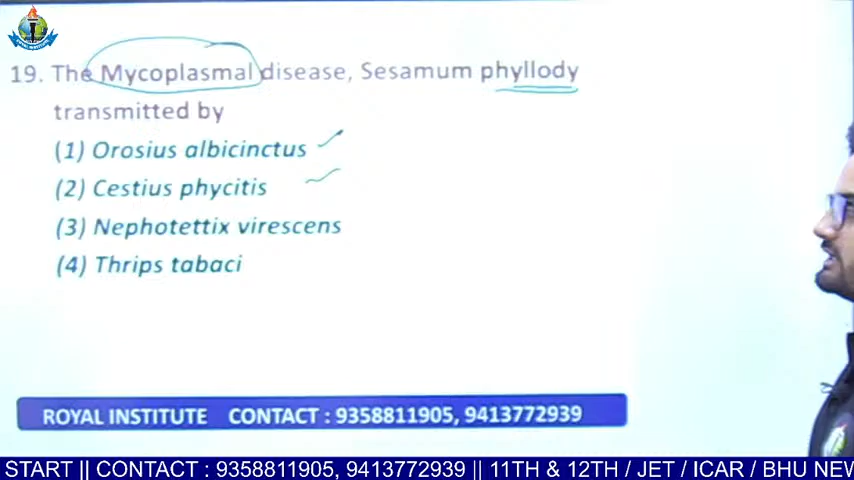 19. The Mycoplasmal disease, Sesamum phyllody
transmitted by
(1) Orosius albicinctus
(2) Cestius phycitis
(3) Nephotettix virescens
(4) Thrips tabaci
ROYAL INSTITUTE CONTACT : 9358811905, 9413772939
START || CONTACT : 9358811905, 9413772939 || 11TH & 12TH / JET / ICAR / BHU NEW